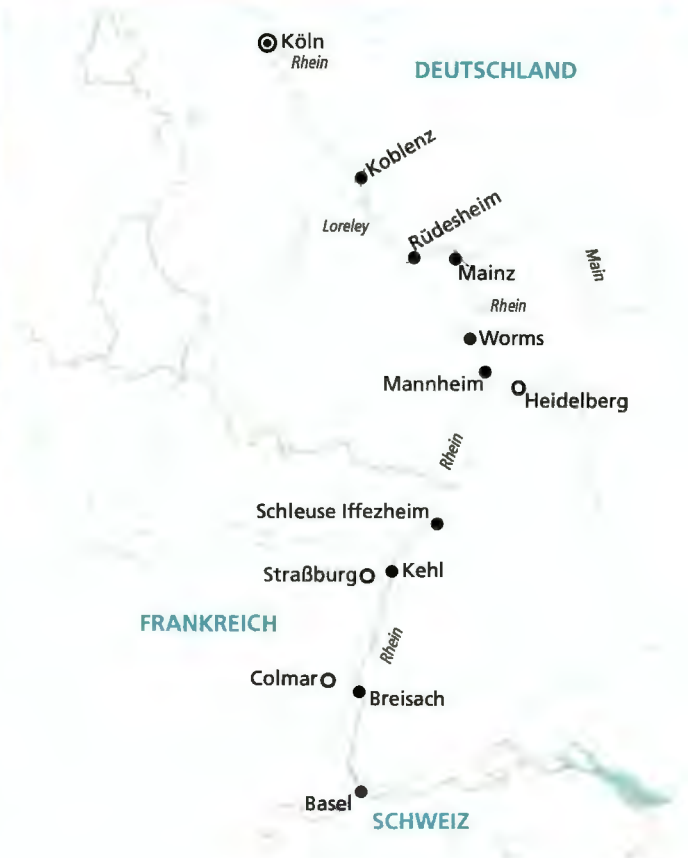 Köln
Rhein
DEUTSCHLAND
Koblenz
Loreley
Rüdesheim
Mainz
Main
Rhein
Worms
Mannheim
Heidelberg
Rhein
Schleuse Iffezheim
Straßburg
Kehl
FRANKREICH
Rhein
Colmar
Breisach
Basel
SCHWEIZ